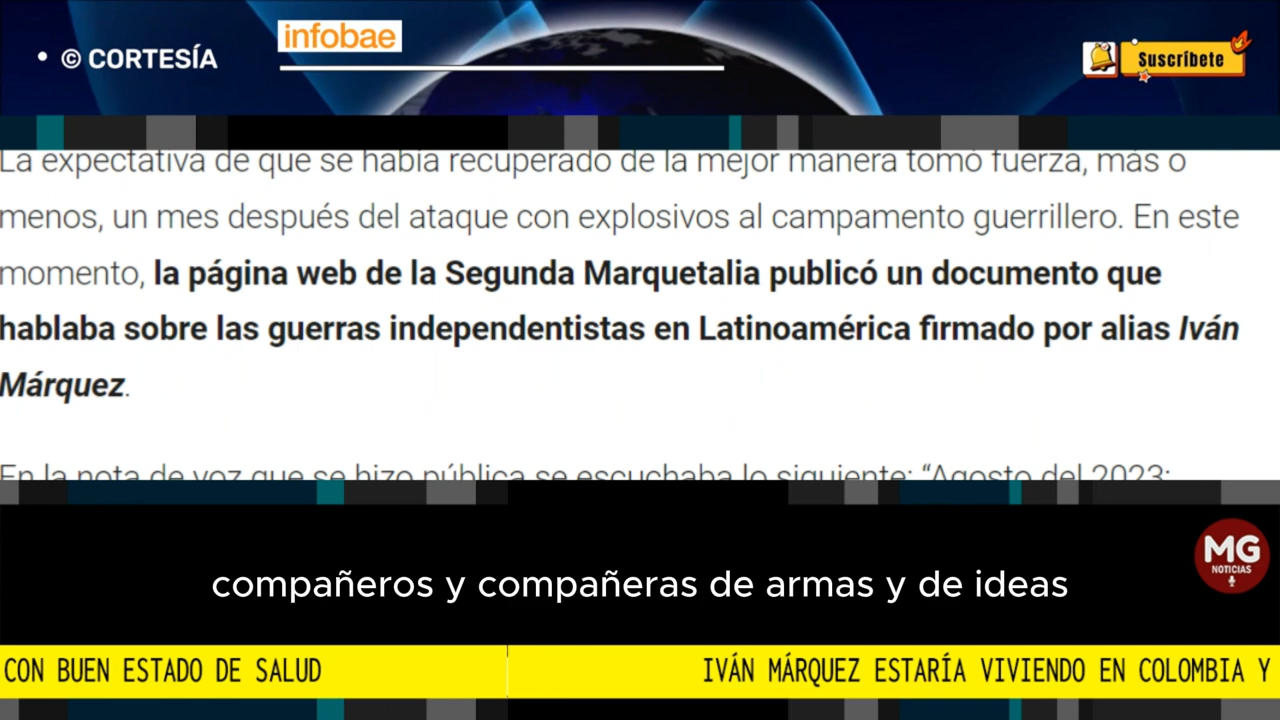 • © CORTESÍA
infobae
Suscríbete
La expectativa de que se había recuperado de la mejor manera tomó fuerza, más o
menos, un mes después del ataque con explosivos al campamento guerrillero. En este
momento, la página web de la Segunda Marquetalia publicó un documento que
hablaba sobre las guerras independentistas en Latinoamérica firmado por alias Iván
Márquez.
En la nota de voz que se hizo pública se escuchaba lo siguiente: “Agosto del 2023:
MG
NOTICIAS
compañeros y compañeras de armas y de ideas
CON BUEN ESTADO DE SALUD
IVÁN MÁRQUEZ ESTARÍA VIVIENDO EN COLOMBIA Y